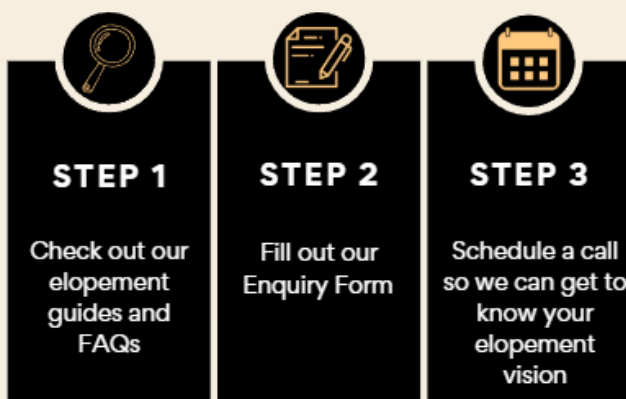 STEP 1
Check out our
elopement
guides and
FAQs
STEP 2
Fill out our
Enquiry Form
STEP 3
Schedule a call
so we can get to
know your
elopement
vision